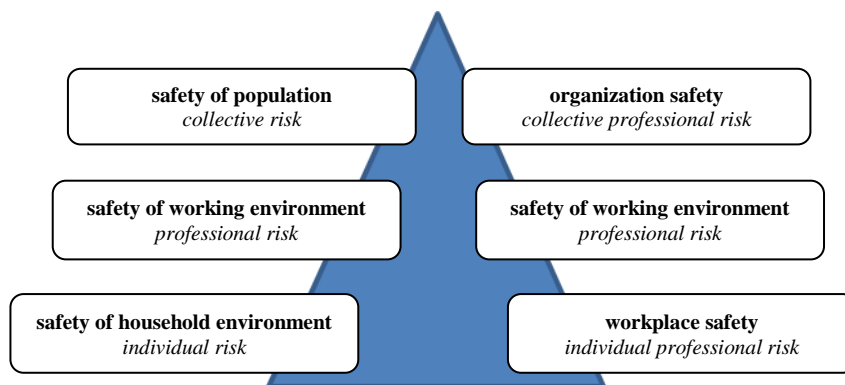 safety of population
collective risk
organization safety
collective professional risk
safety of working environment
professional risk
safety of working environment
professional risk
safety of household environment
individual risk
workplace safety
individual professional risk